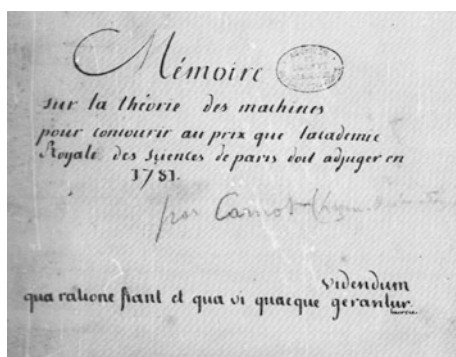 Mémoire
sur la théorie des machines
pour concourir au prix que lacademie
Royale des sciences de paris doit adjuger en
1781.
par Carnot
videndum
qua ratione fiant et qua vi quaeque gerantur.